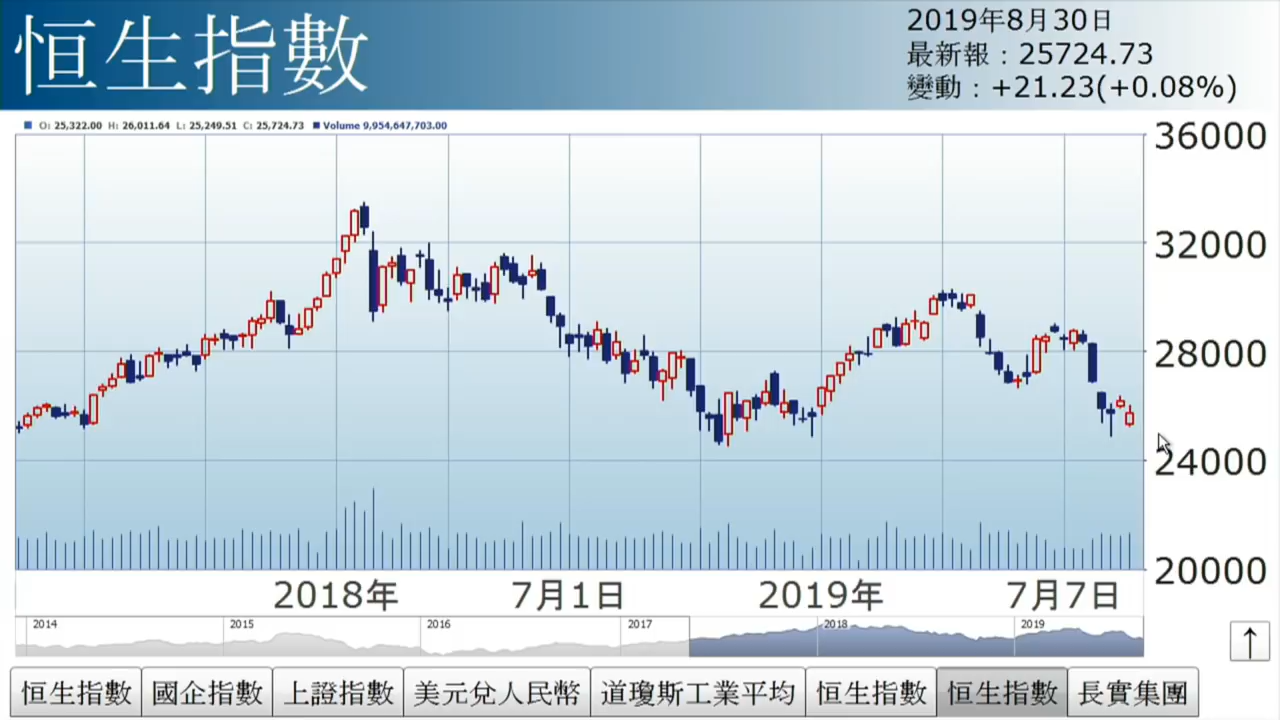 恒生指數
2019年8月30日
最新報：25724.73
變動：+21.23(+0.08%)
O: 25,322.00 H: 26,011.64 L: 25,249.51 C: 25,724.73 Volume 9,954,647,703.00
36000
32000
28000
24000
20000
2018年 7月1日 2019年 7月7日
2014 2015 2016 2017 2018 2019
↑
恒生指數 國企指數 上證指數 美元兌人民幣 道瓊斯工業平均 恒生指數 恒生指數 長實集團